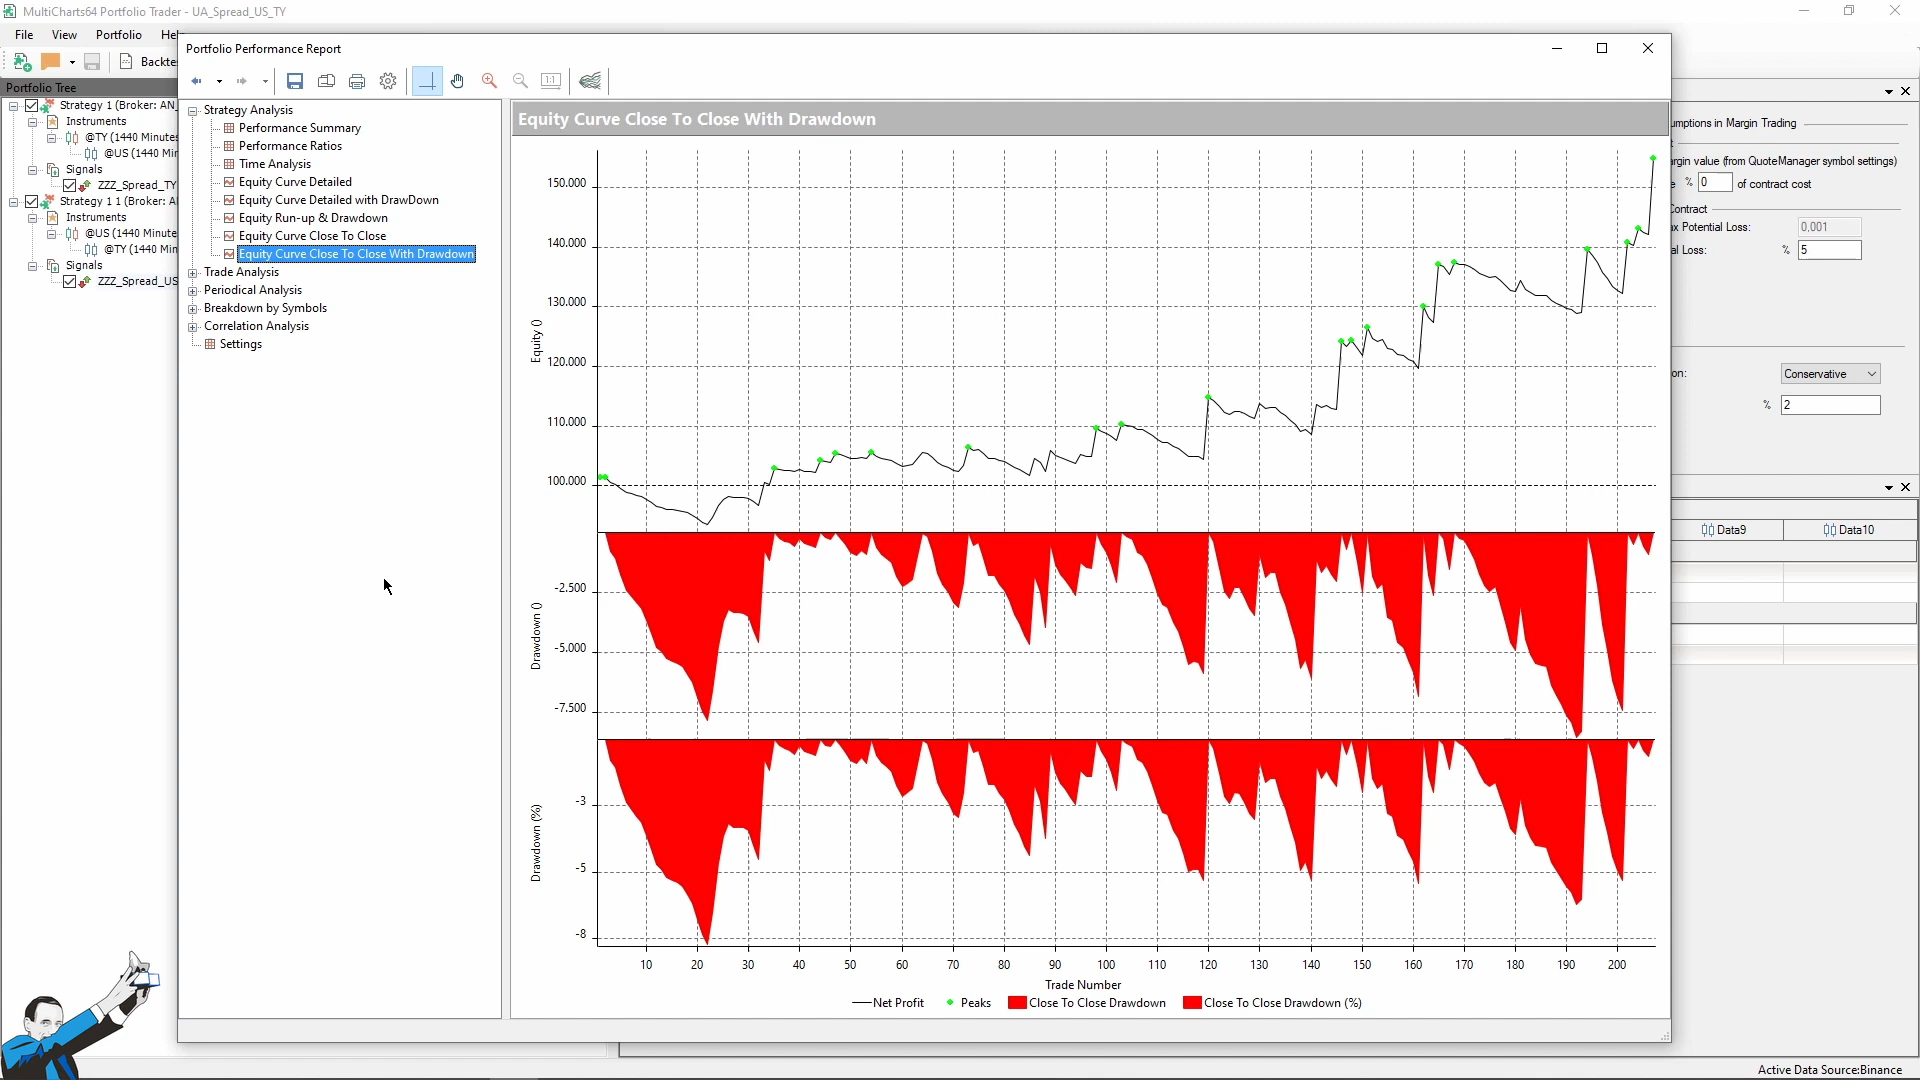 MultiCharts64 Portfolio Trader - UA_Spread_US_TY
File View Portfolio Hel
Backtes
Portfolio Tree
Strategy 1 (Broker: AN_
Instruments
@TY (1440 Minutes
@US (1440 Min
Signals
ZZZ_Spread_TY
Strategy 1 1 (Broker: A
Instruments
@US (1440 Minute
@TY (1440 Min
Signals
ZZZ_Spread_US
Portfolio Performance Report
1:1
Strategy Analysis
Performance Summary
Performance Ratios
Time Analysis
Equity Curve Detailed
Equity Curve Detailed with DrawDown
Equity Run-up & Drawdown
Equity Curve Close To Close
Equity Curve Close To Close With Drawdown
Trade Analysis
Periodical Analysis
Breakdown by Symbols
Correlation Analysis
Settings
Equity Curve Close To Close With Drawdown
Equity ()
150.000
140.000
130.000
120.000
110.000
100.000
Drawdown ()
-2.500
-5.000
-7.500
Drawdown (%)
-3
-5
-8
10 20 30 40 50 60 70 80 90 100 110 120 130 140 150 160 170 180 190 200
Trade Number
Net Profit Peaks Close To Close Drawdown Close To Close Drawdown (%)
umptions in Margin Trading
rgin value (from QuoteManager symbol settings)
% 0 of contract cost
Contract
x Potential Loss: 0,001
al Loss: % 5
on: Conservative
% 2
Data9 Data10
Active Data Source:Binance